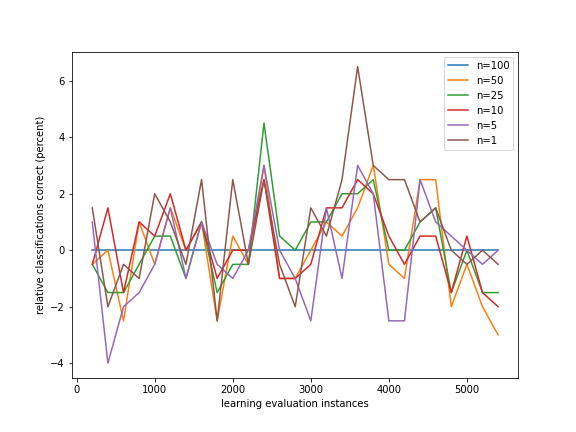 n=100
n=50
n=25
n=10
n=5
n=1
6
4
2
0
−2
−4
relative classifications correct (percent)
0
1000
2000
3000
4000
5000
learning evaluation instances